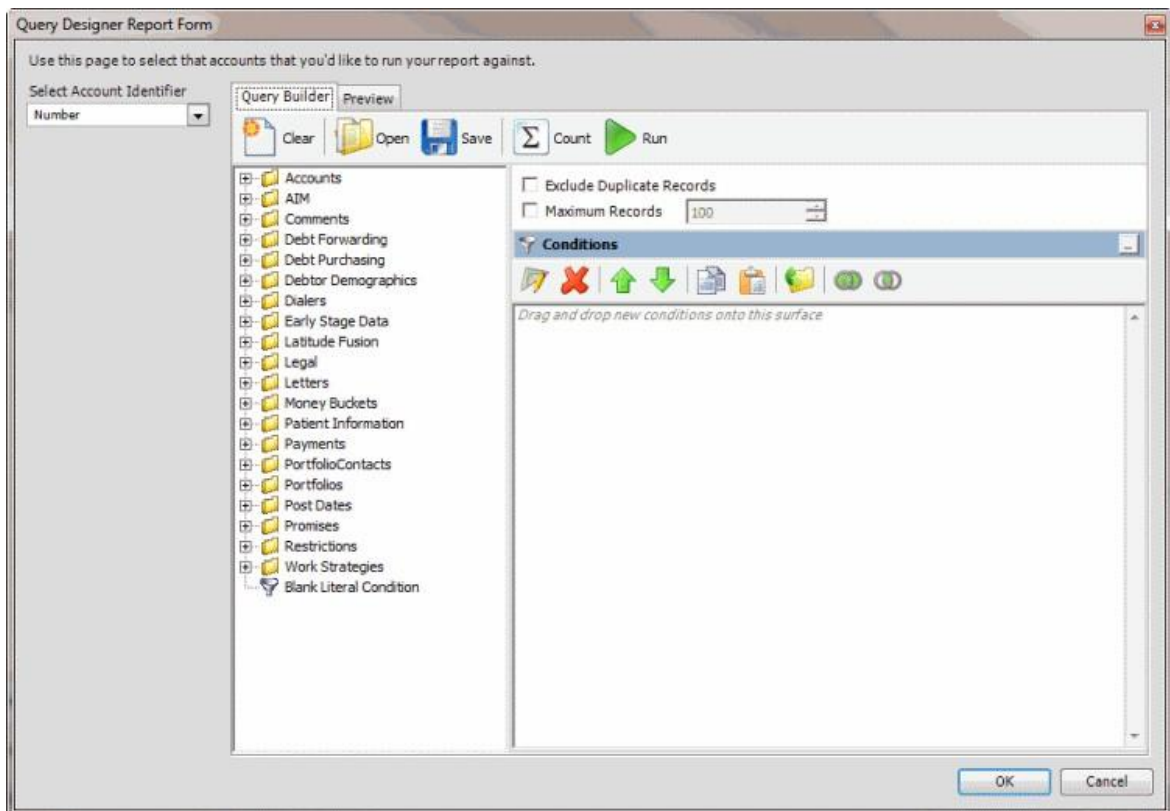 Query Designer Report Form
Use this page to select that accounts that you'd like to run your report against.
Select Account Identifier
Number
Query Builder Preview
Clear Open Save Σ Count Run
Accounts
AIM
Comments
Debt Forwarding
Debt Purchasing
Debtor Demographics
Dialers
Early Stage Data
Latitude Fusion
Legal
Letters
Money Buckets
Patient Information
Payments
PortfolioContacts
Portfolios
Post Dates
Promises
Restrictions
Work Strategies
Blank Literal Condition
Exclude Duplicate Records
Maximum Records 100
Conditions
Drag and drop new conditions onto this surface
OK Cancel